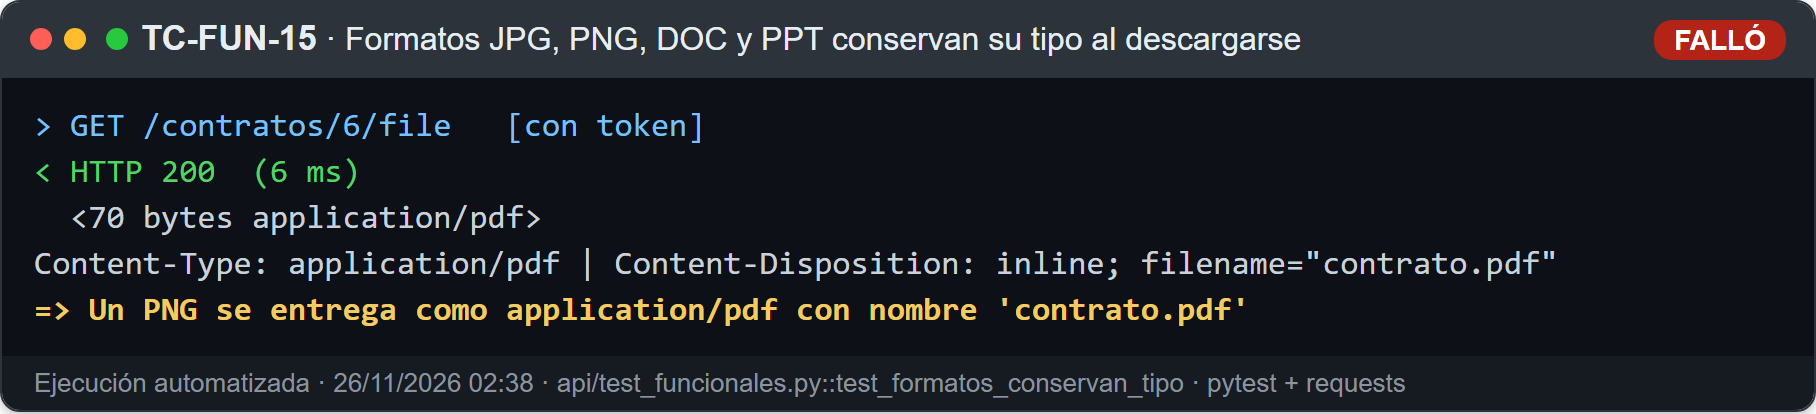 TC-FUN-15 · Formatos JPG, PNG, DOC y PPT conservan su tipo al descargarse FALLÓ
> GET /contratos/6/file [con token]
< HTTP 200 (6 ms)
<70 bytes application/pdf>
Content-Type: application/pdf | Content-Disposition: inline; filename="contrato.pdf"
=> Un PNG se entrega como application/pdf con nombre 'contrato.pdf'
Ejecución automatizada · 26/11/2026 02:38 · api/test_funcionales.py::test_formatos_conservan_tipo · pytest + requests